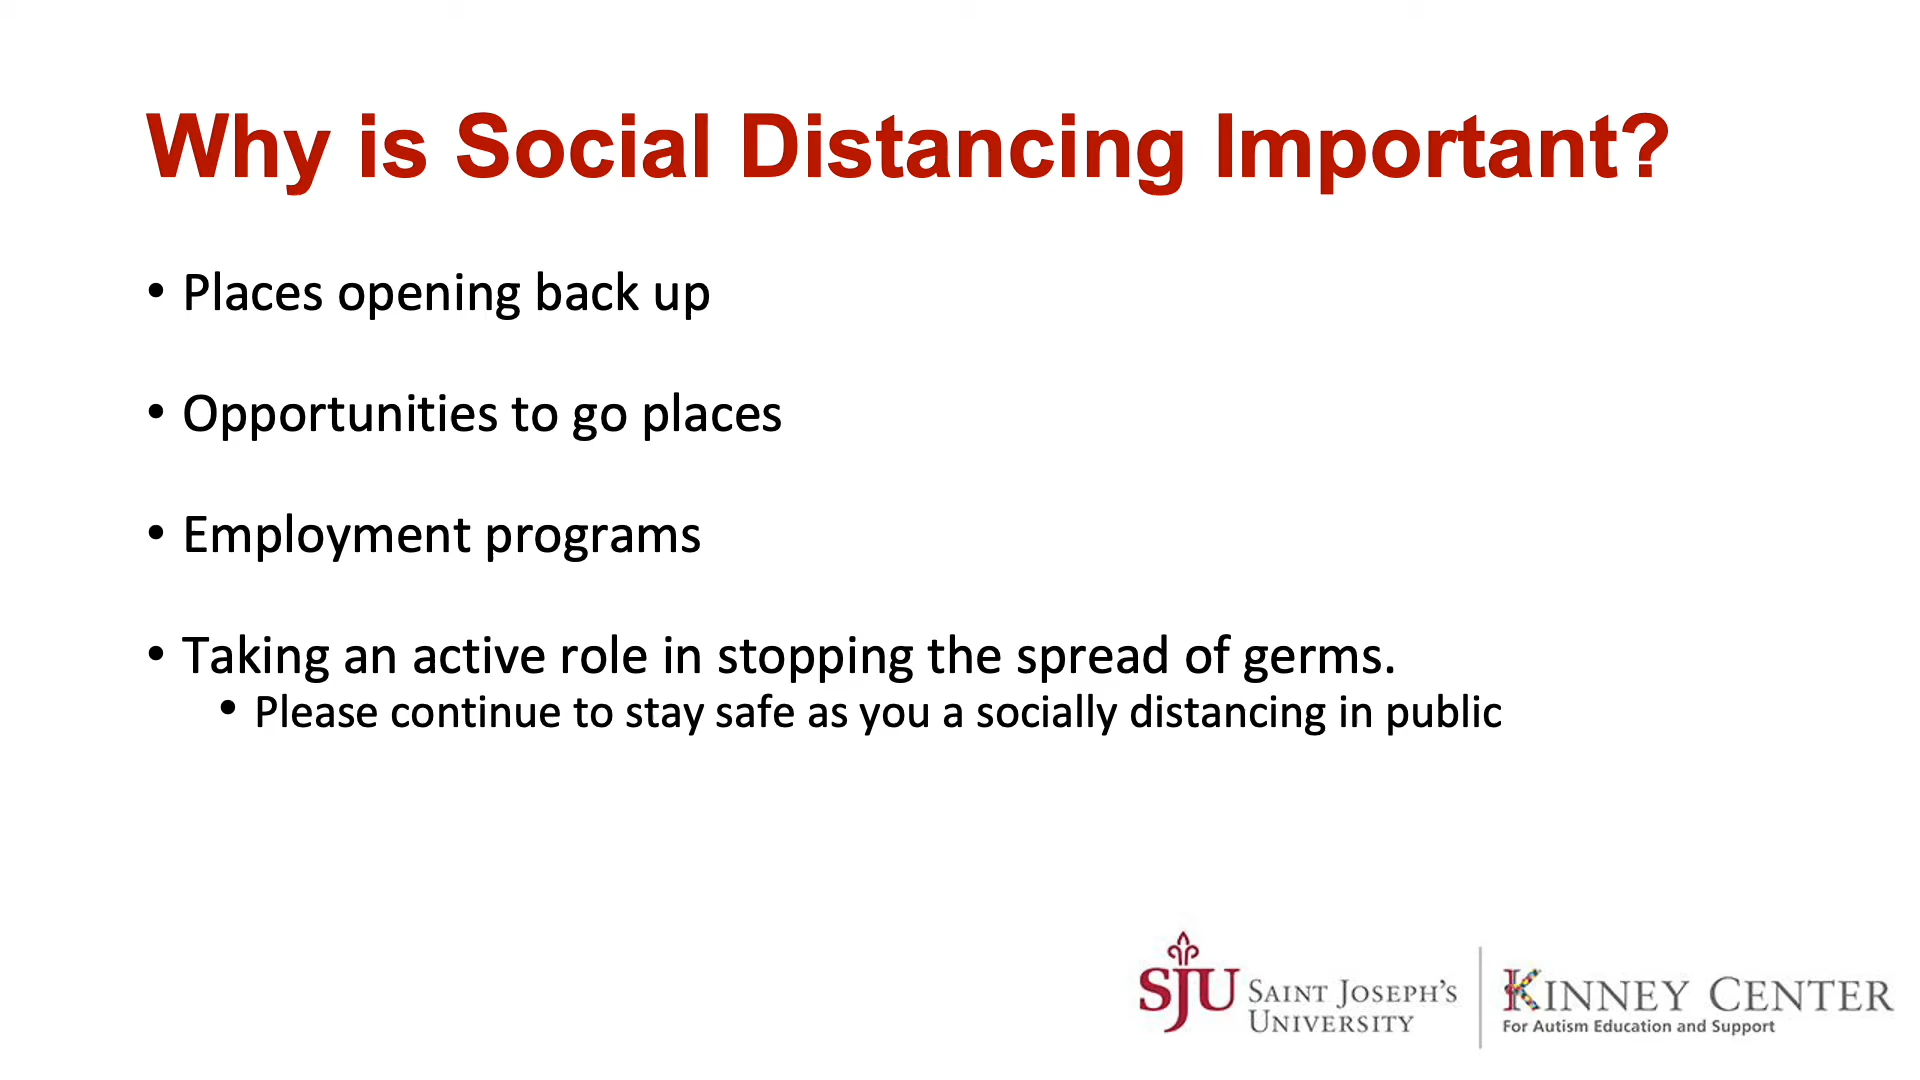 Why is Social Distancing Important?
• Places opening back up
• Opportunities to go places
• Employment programs
• Taking an active role in stopping the spread of germs.
• Please continue to stay safe as you a socially distancing in public
SJU SAINT JOSEPH'S
UNIVERSITY
KINNEY CENTER
For Autism Education and Support